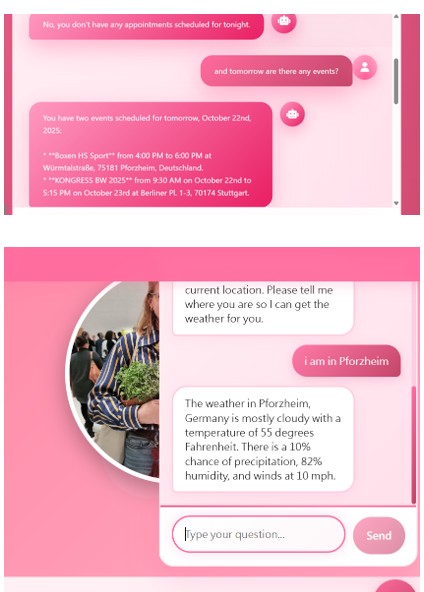 No, you don't have any appointments scheduled for tonight.
and tomorrow are there any events?
You have two events scheduled for tomorrow, October 22nd,
2025:
* **Boxen HS Sport** from 4:00 PM to 6:00 PM at
Würmtalstraße, 75181 Pforzheim, Deutschland.
* **KONGRESS BW 2025** from 9:30 AM on October 22nd to
5:15 PM on October 23rd at Berliner Pl. 1-3, 70174 Stuttgart.
current location. Please tell me
where you are so I can get the
weather for you.
i am in Pforzheim
The weather in Pforzheim,
Germany is mostly cloudy with a
temperature of 55 degrees
Fahrenheit. There is a 10%
chance of precipitation, 82%
humidity, and winds at 10 mph.
Type your question...
Send